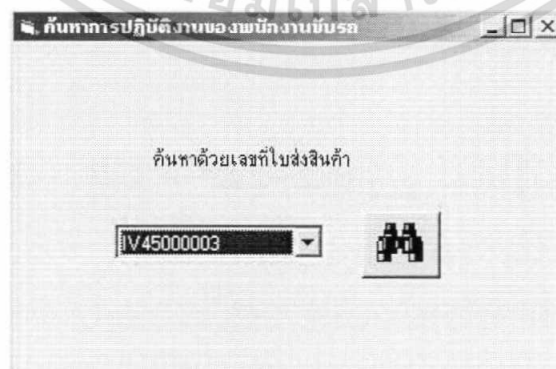 ค้นหาการปฏิบัติงานของพนักงานขับรถ
ค้นหาด้วยเลขที่ใบส่งสินค้า
IV45000003